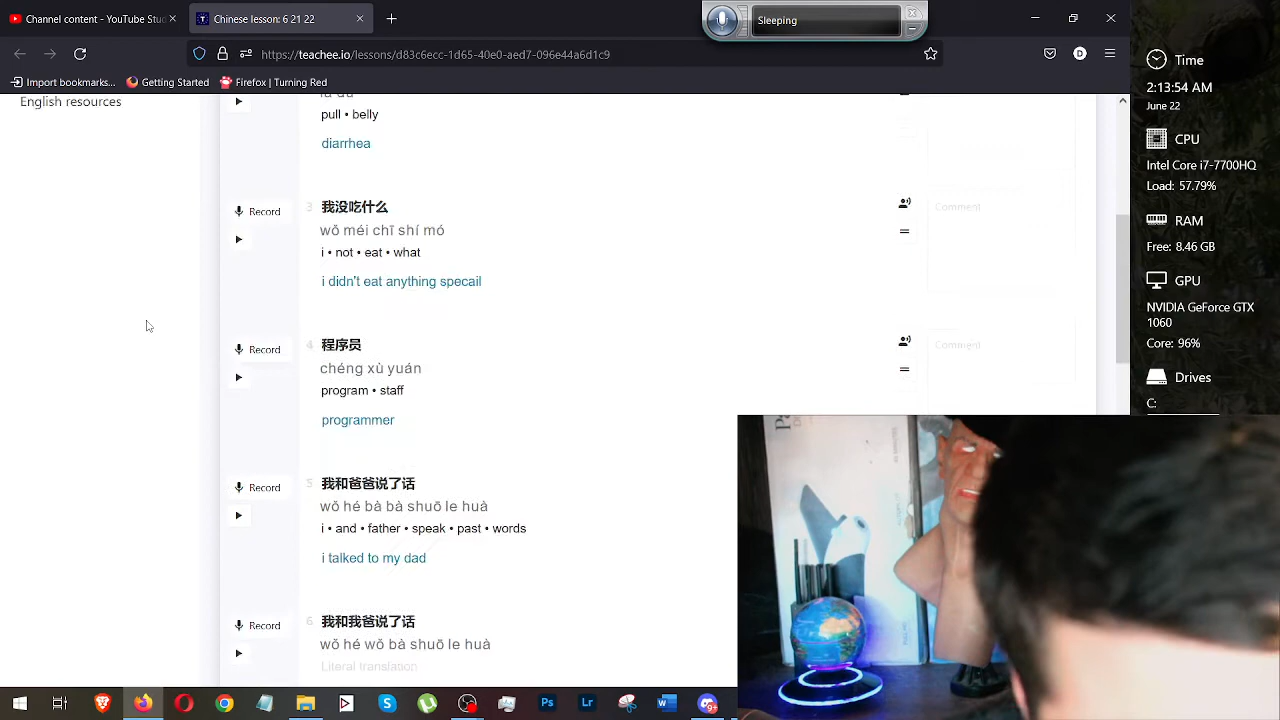 Channel content - YouTube Stud
Chinese lesson 6 21 22
Sleeping
https://teachee.io/lessons/d83c6ecc-1d65-40e0-aed7-096e44a6d1c9
Import bookmarks...
Getting Started
Firefox | Turning Red
English resources
pull • belly
diarrhea
3
Record
我没吃什么
Comment
wǒ méi chī shí mó
i • not • eat • what
i didn't eat anything specail
4
Record
程序员
Comment
chéng xù yuán
program • staff
programmer
5
Record
我和爸爸说了话
wǒ hé bà bà shuō le huà
i • and • father • speak • past • words
i talked to my dad
6
Record
我和我爸说了话
wǒ hé wǒ bà shuō le huà
Literal translation
Time
2:13:54 AM
June 22
CPU
Intel Core i7-7700HQ
Load: 57.79%
RAM
Free: 8.46 GB
GPU
NVIDIA GeForce GTX
1060
Core: 96%
Drives
C: